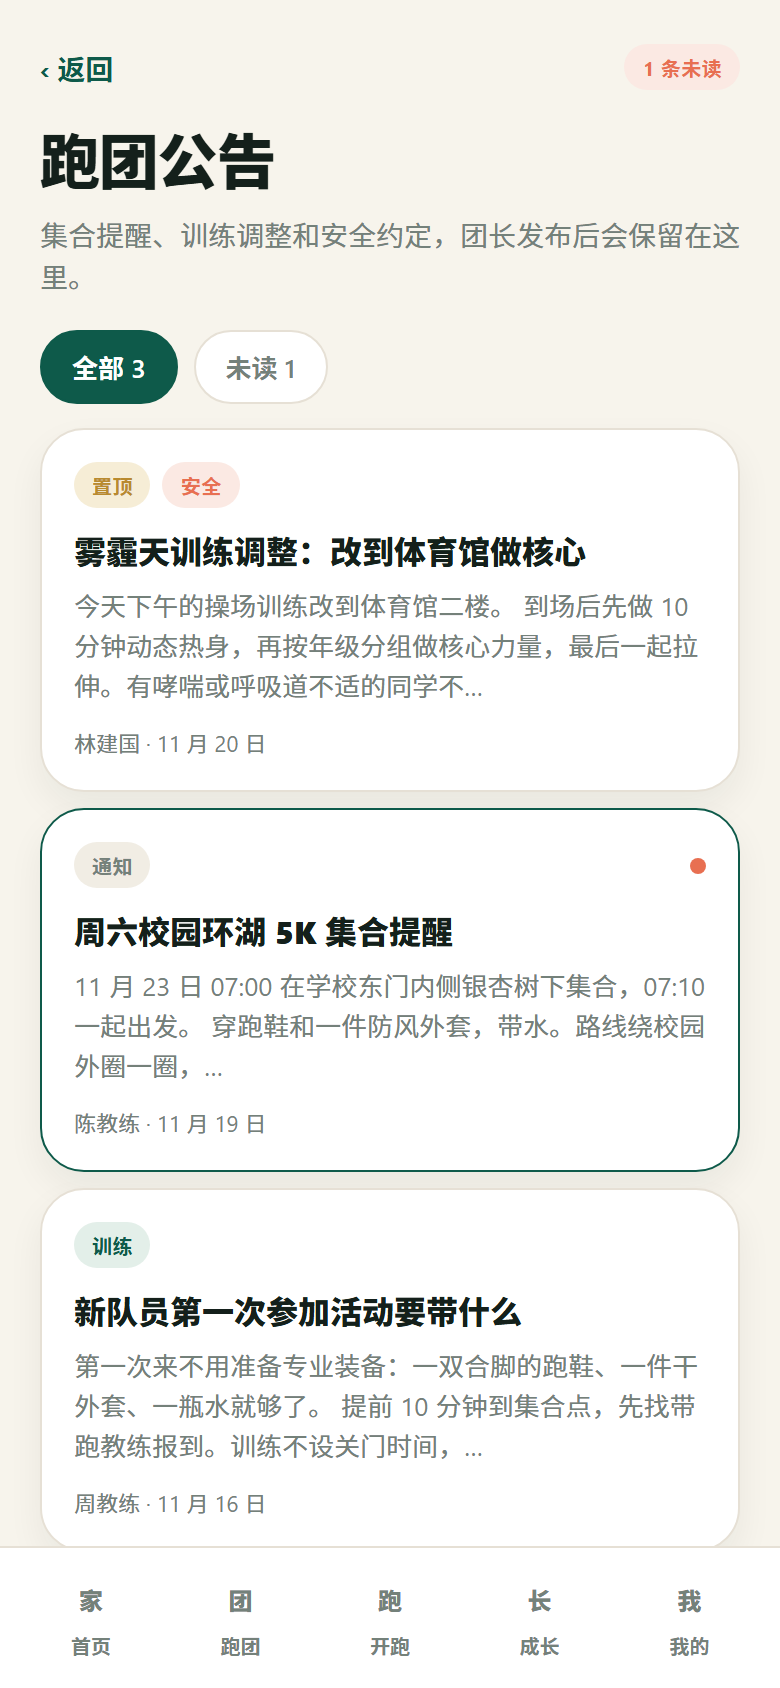 ‹ 返回
1 条未读
跑团公告
集合提醒、训练调整和安全约定，团长发布后会保留在这
里。
全部 3
未读 1
置顶
安全
雾霾天训练调整：改到体育馆做核心
今天下午的操场训练改到体育馆二楼。 到场后先做 10
分钟动态热身，再按年级分组做核心力量，最后一起拉
伸。有哮喘或呼吸道不适的同学不...
林建国 · 11 月 20 日
通知
周六校园环湖 5K 集合提醒
11 月 23 日 07:00 在学校东门内侧银杏树下集合，07:10
一起出发。 穿跑鞋和一件防风外套，带水。路线绕校园
外圈一圈，...
陈教练 · 11 月 19 日
训练
新队员第一次参加活动要带什么
第一次来不用准备专业装备：一双合脚的跑鞋、一件干
外套、一瓶水就够了。 提前 10 分钟到集合点，先找带
跑教练报到。训练不设关门时间，...
周教练 · 11 月 16 日
家
团
跑
长
我
首页
跑团
开跑
成长
我的